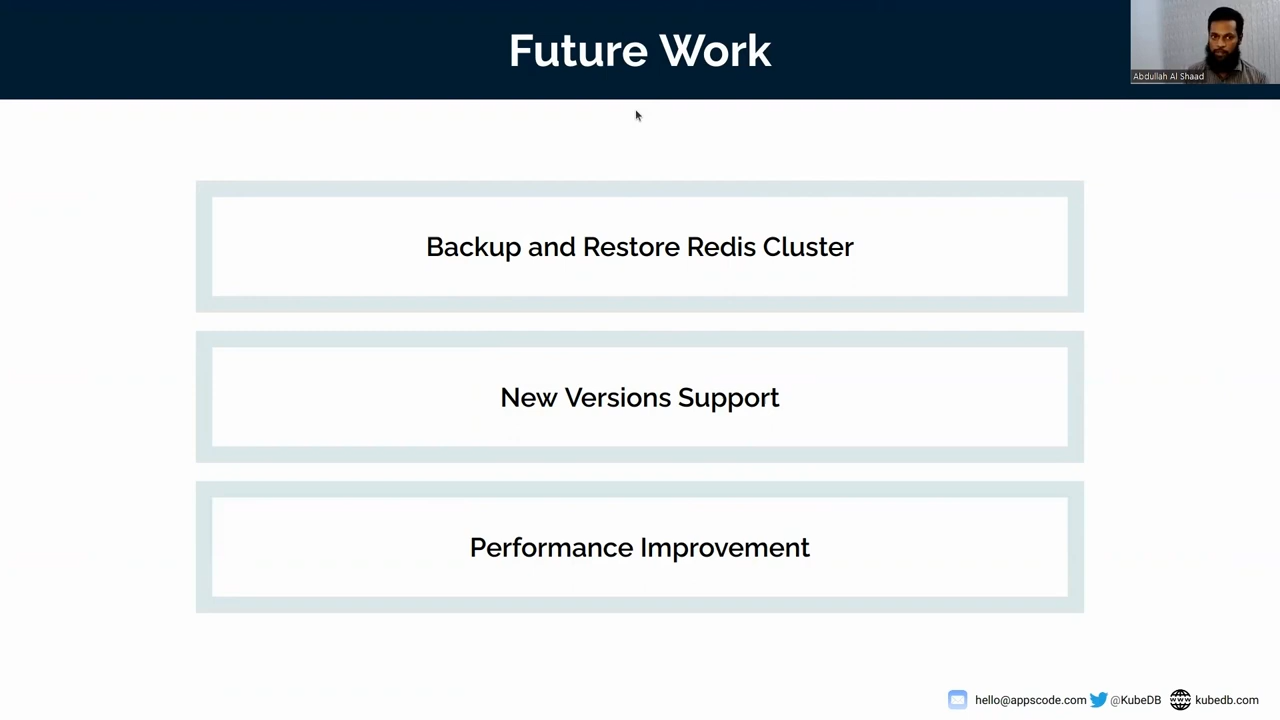 Future Work
Abdullah Al Shaad
Backup and Restore Redis Cluster
New Versions Support
Performance Improvement
hello@appscode.com @KubeDB www kubedb.com